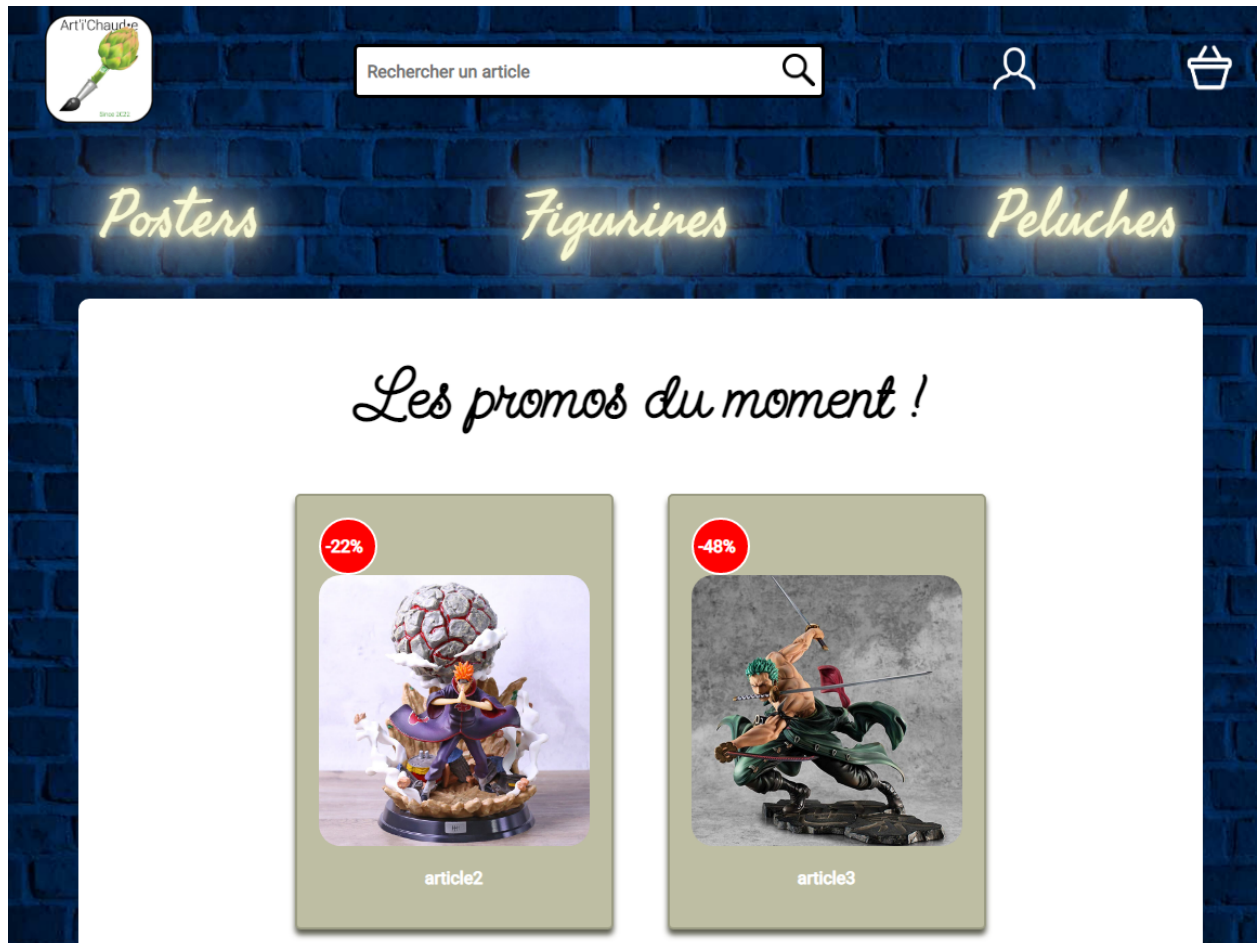 Art'i'Chaud•e
Rechercher un article
Posters
Figurines
Peluches
Les promos du moment !
-22%
-48%
article2
article3